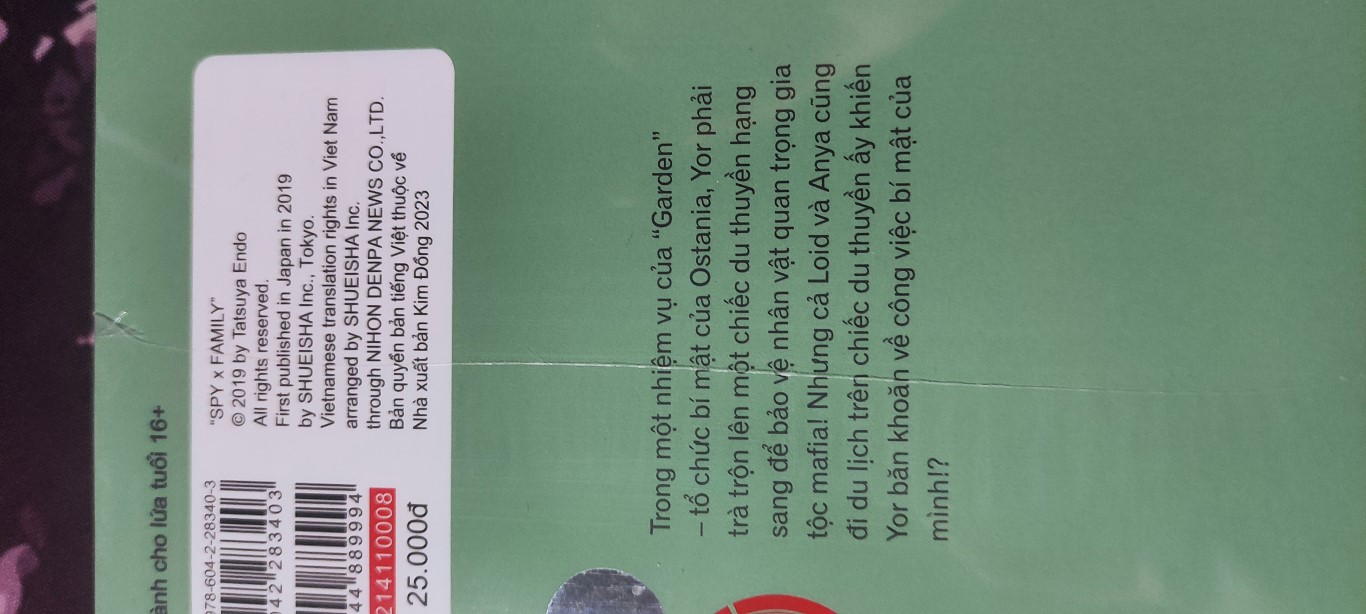 ành cho lứa tuổi 16+
978-604-2-28340-3
042 283403
44 889994
214110008
25.000đ
"SPY x FAMILY"
© 2019 by Tatsuya Endo
All rights reserved.
First published in Japan in 2019
by SHUEISHA Inc., Tokyo.
Vietnamese translation rights in Viet Nam
arranged by SHUEISHA Inc.
through NIHON DENPA NEWS CO.,LTD.
Bản quyền bản tiếng Việt thuộc về
Nhà xuất bản Kim Đồng 2023
Trong một nhiệm vụ của “Garden”
– tổ chức bí mật của Ostania, Yor phải
trà trộn lên một chiếc du thuyền hạng
sang để bảo vệ nhân vật quan trọng gia
tộc mafia! Nhưng cả Loid và Anya cũng
đi du lịch trên chiếc du thuyền ấy khiến
Yor băn khoăn về công việc bí mật của
mình!?